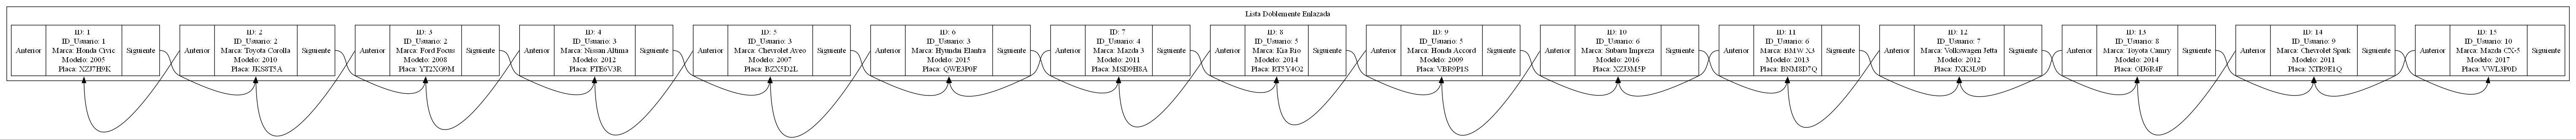 Lista Doblemente Enlazada
Anterior
ID: 1
ID_Usuario: 1
Marca: Honda Civic
Modelo: 2005
Placa: XZJ7H9K
Siguiente
Anterior
ID: 2
ID_Usuario: 2
Marca: Toyota Corolla
Modelo: 2010
Placa: JKS8T5A
Siguiente
Anterior
ID: 3
ID_Usuario: 2
Marca: Ford Focus
Modelo: 2008
Placa: YT2XG9M
Siguiente
Anterior
ID: 4
ID_Usuario: 3
Marca: Nissan Altima
Modelo: 2012
Placa: FTE6V3R
Siguiente
Anterior
ID: 5
ID_Usuario: 3
Marca: Chevrolet Aveo
Modelo: 2007
Placa: BZX5D2L
Siguiente
Anterior
ID: 6
ID_Usuario: 3
Marca: Hyundai Elantra
Modelo: 2015
Placa: QWE3P0F
Siguiente
Anterior
ID: 7
ID_Usuario: 4
Marca: Mazda 3
Modelo: 2011
Placa: MSD9H8A
Siguiente
Anterior
ID: 8
ID_Usuario: 5
Marca: Kia Rio
Modelo: 2014
Placa: RT5Y4O2
Siguiente
Anterior
ID: 9
ID_Usuario: 5
Marca: Honda Accord
Modelo: 2009
Placa: VBR9P1S
Siguiente
Anterior
ID: 10
ID_Usuario: 6
Marca: Subaru Impreza
Modelo: 2016
Placa: XZJ3M5P
Siguiente
Anterior
ID: 11
ID_Usuario: 6
Marca: BMW X3
Modelo: 2013
Placa: BNM8D7Q
Siguiente
Anterior
ID: 12
ID_Usuario: 7
Marca: Volkswagen Jetta
Modelo: 2012
Placa: JXK3L9D
Siguiente
Anterior
ID: 13
ID_Usuario: 8
Marca: Toyota Camry
Modelo: 2014
Placa: OIJ6R4F
Siguiente
Anterior
ID: 14
ID_Usuario: 9
Marca: Chevrolet Spark
Modelo: 2011
Placa: XTR9E1Q
Siguiente
Anterior
ID: 15
ID_Usuario: 10
Marca: Mazda CX-5
Modelo: 2017
Placa: VWL3P0D
Siguiente